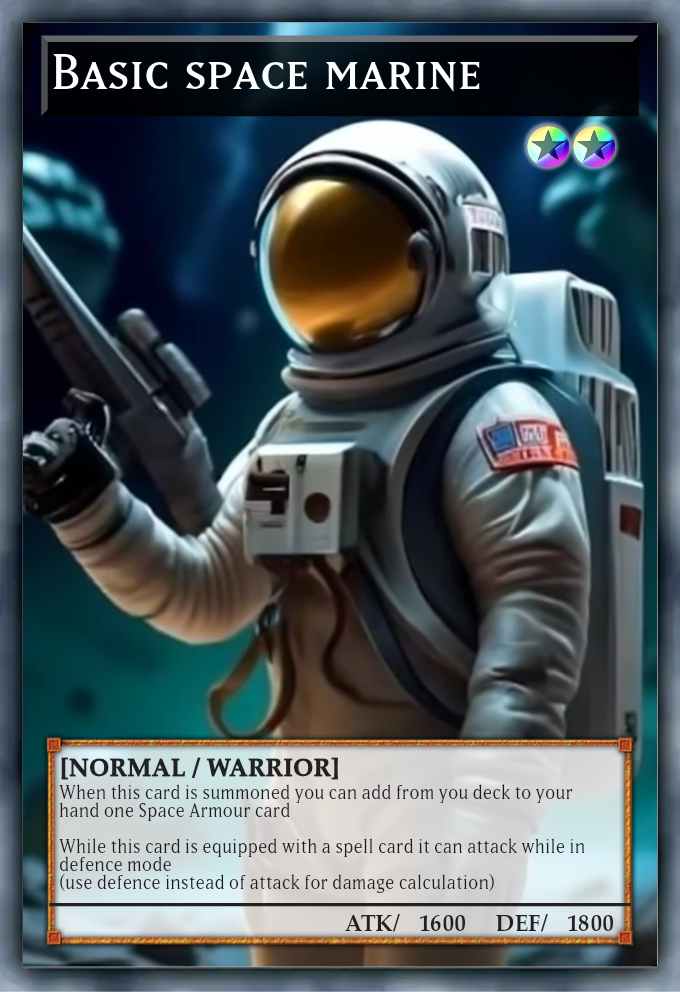 Basic space marine
[NORMAL / WARRIOR]
When this card is summoned you can add from you deck to your
hand one Space Armour card
While this card is equipped with a spell card it can attack while in
defence mode
(use defence instead of attack for damage calculation)
ATK/ 1600 DEF/ 1800